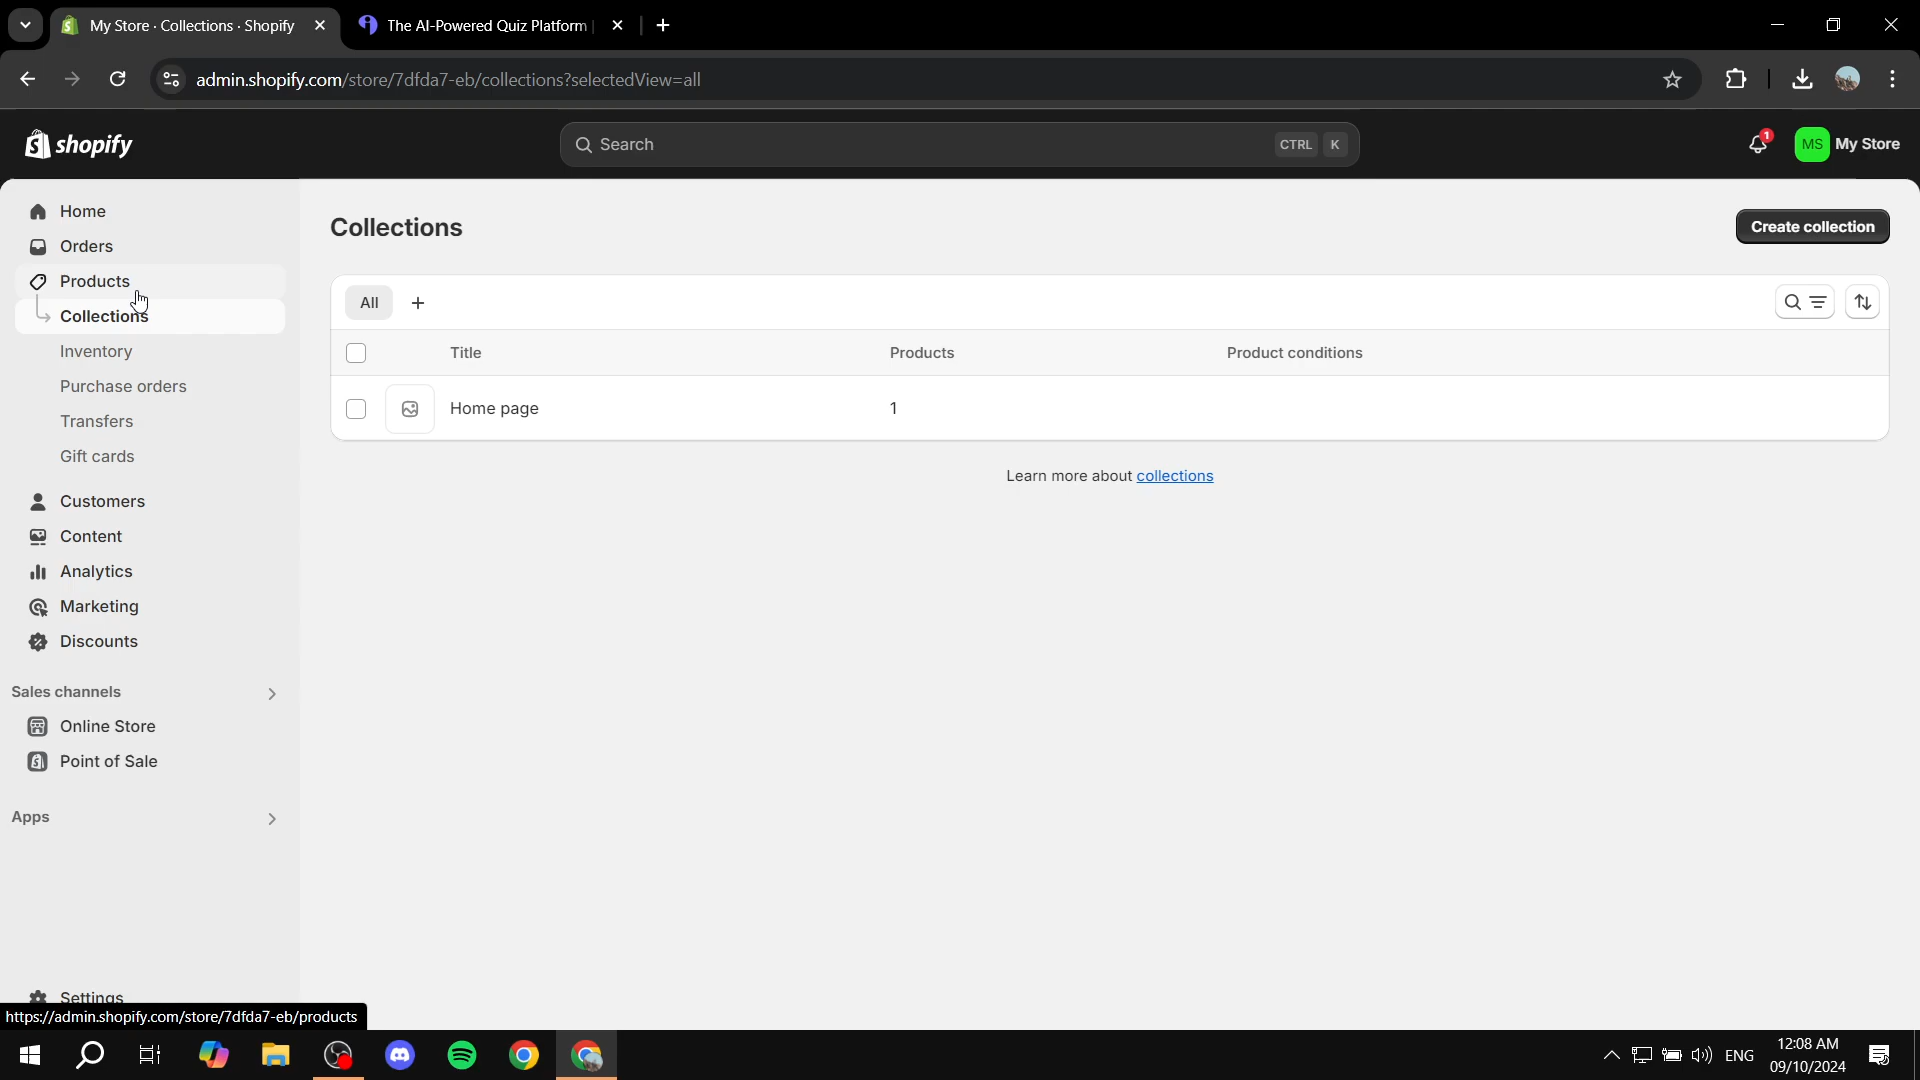 My Store · Collections · Shopify
The AI-Powered Quiz Platform |
admin.shopify.com/store/7dfda7-eb/collections?selectedView=all
shopify
Search
CTRL K
1
MS
My Store
Home
Orders
Products
Collections
Inventory
Purchase orders
Transfers
Gift cards
Customers
Content
Analytics
Marketing
Discounts
Sales channels
Online Store
Point of Sale
Apps
Settings
https://admin.shopify.com/store/7dfda7-eb/products
Collections
Create collection
All
Title Products Product conditions
Home page 1
Learn more about collections
ENG
12:08 AM
09/10/2024